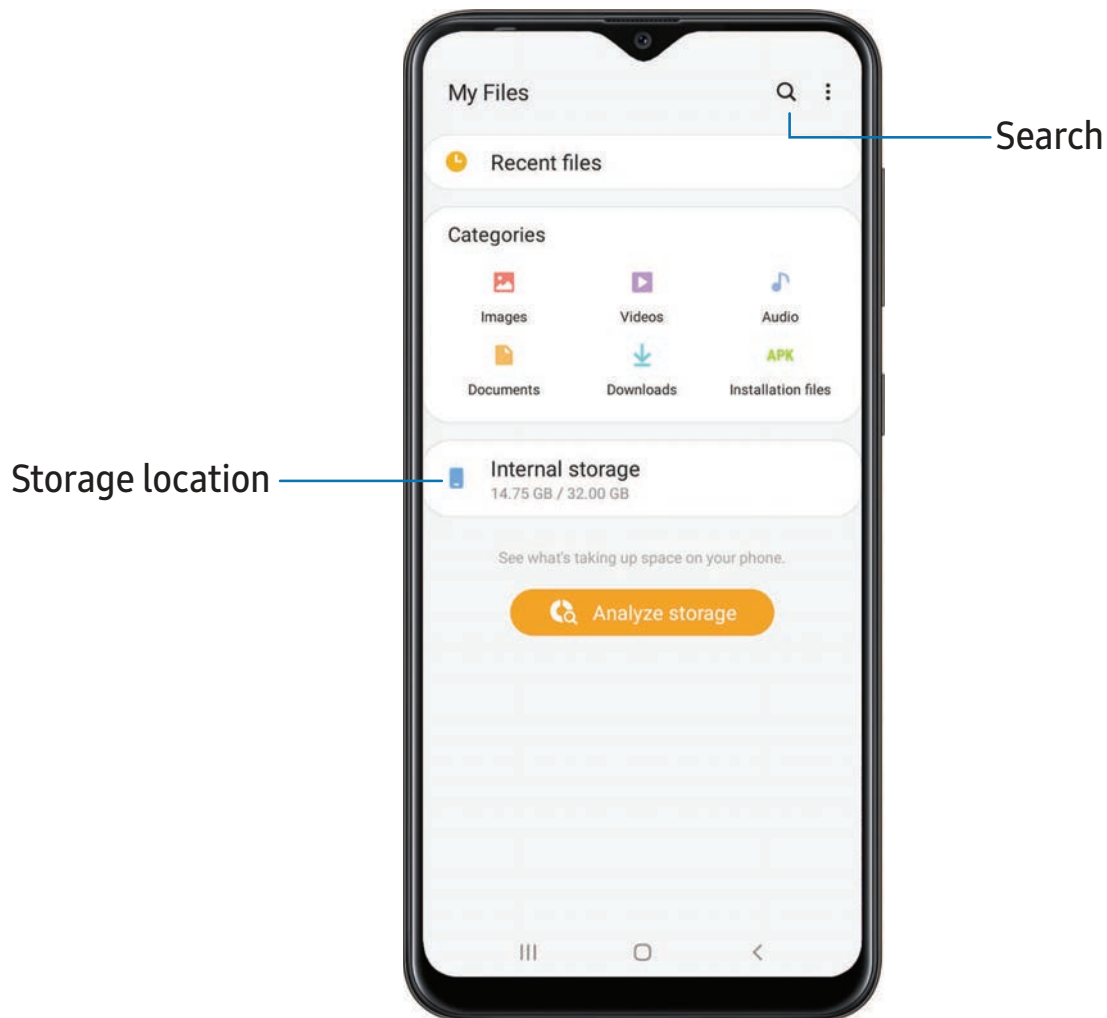 My Files
Search
Recent files
Categories
Images Videos Audio
APK
Documents Downloads Installation files
Storage location
Internal storage
14.75 GB / 32.00 GB
See what's taking up space on your phone.
Analyze storage